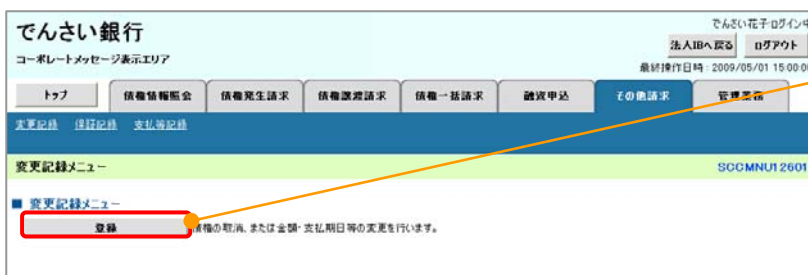 でんさい花子 ログイン中
でんさい銀行
法人IBへ戻る ログアウト
コーポレートメッセージ表示エリア
最終操作日時：2009/05/01 15:00:0
トップ 債権情報照会 債権発生請求 債権譲渡請求 債権一括請求 融資申込 その他請求 管理業務
変更記録 保証記録 支払等記録
変更記録メニュー SCCMNU12601
■ 変更記録メニュー
登録 債権の取消、または金額・支払期日等の変更を行います。